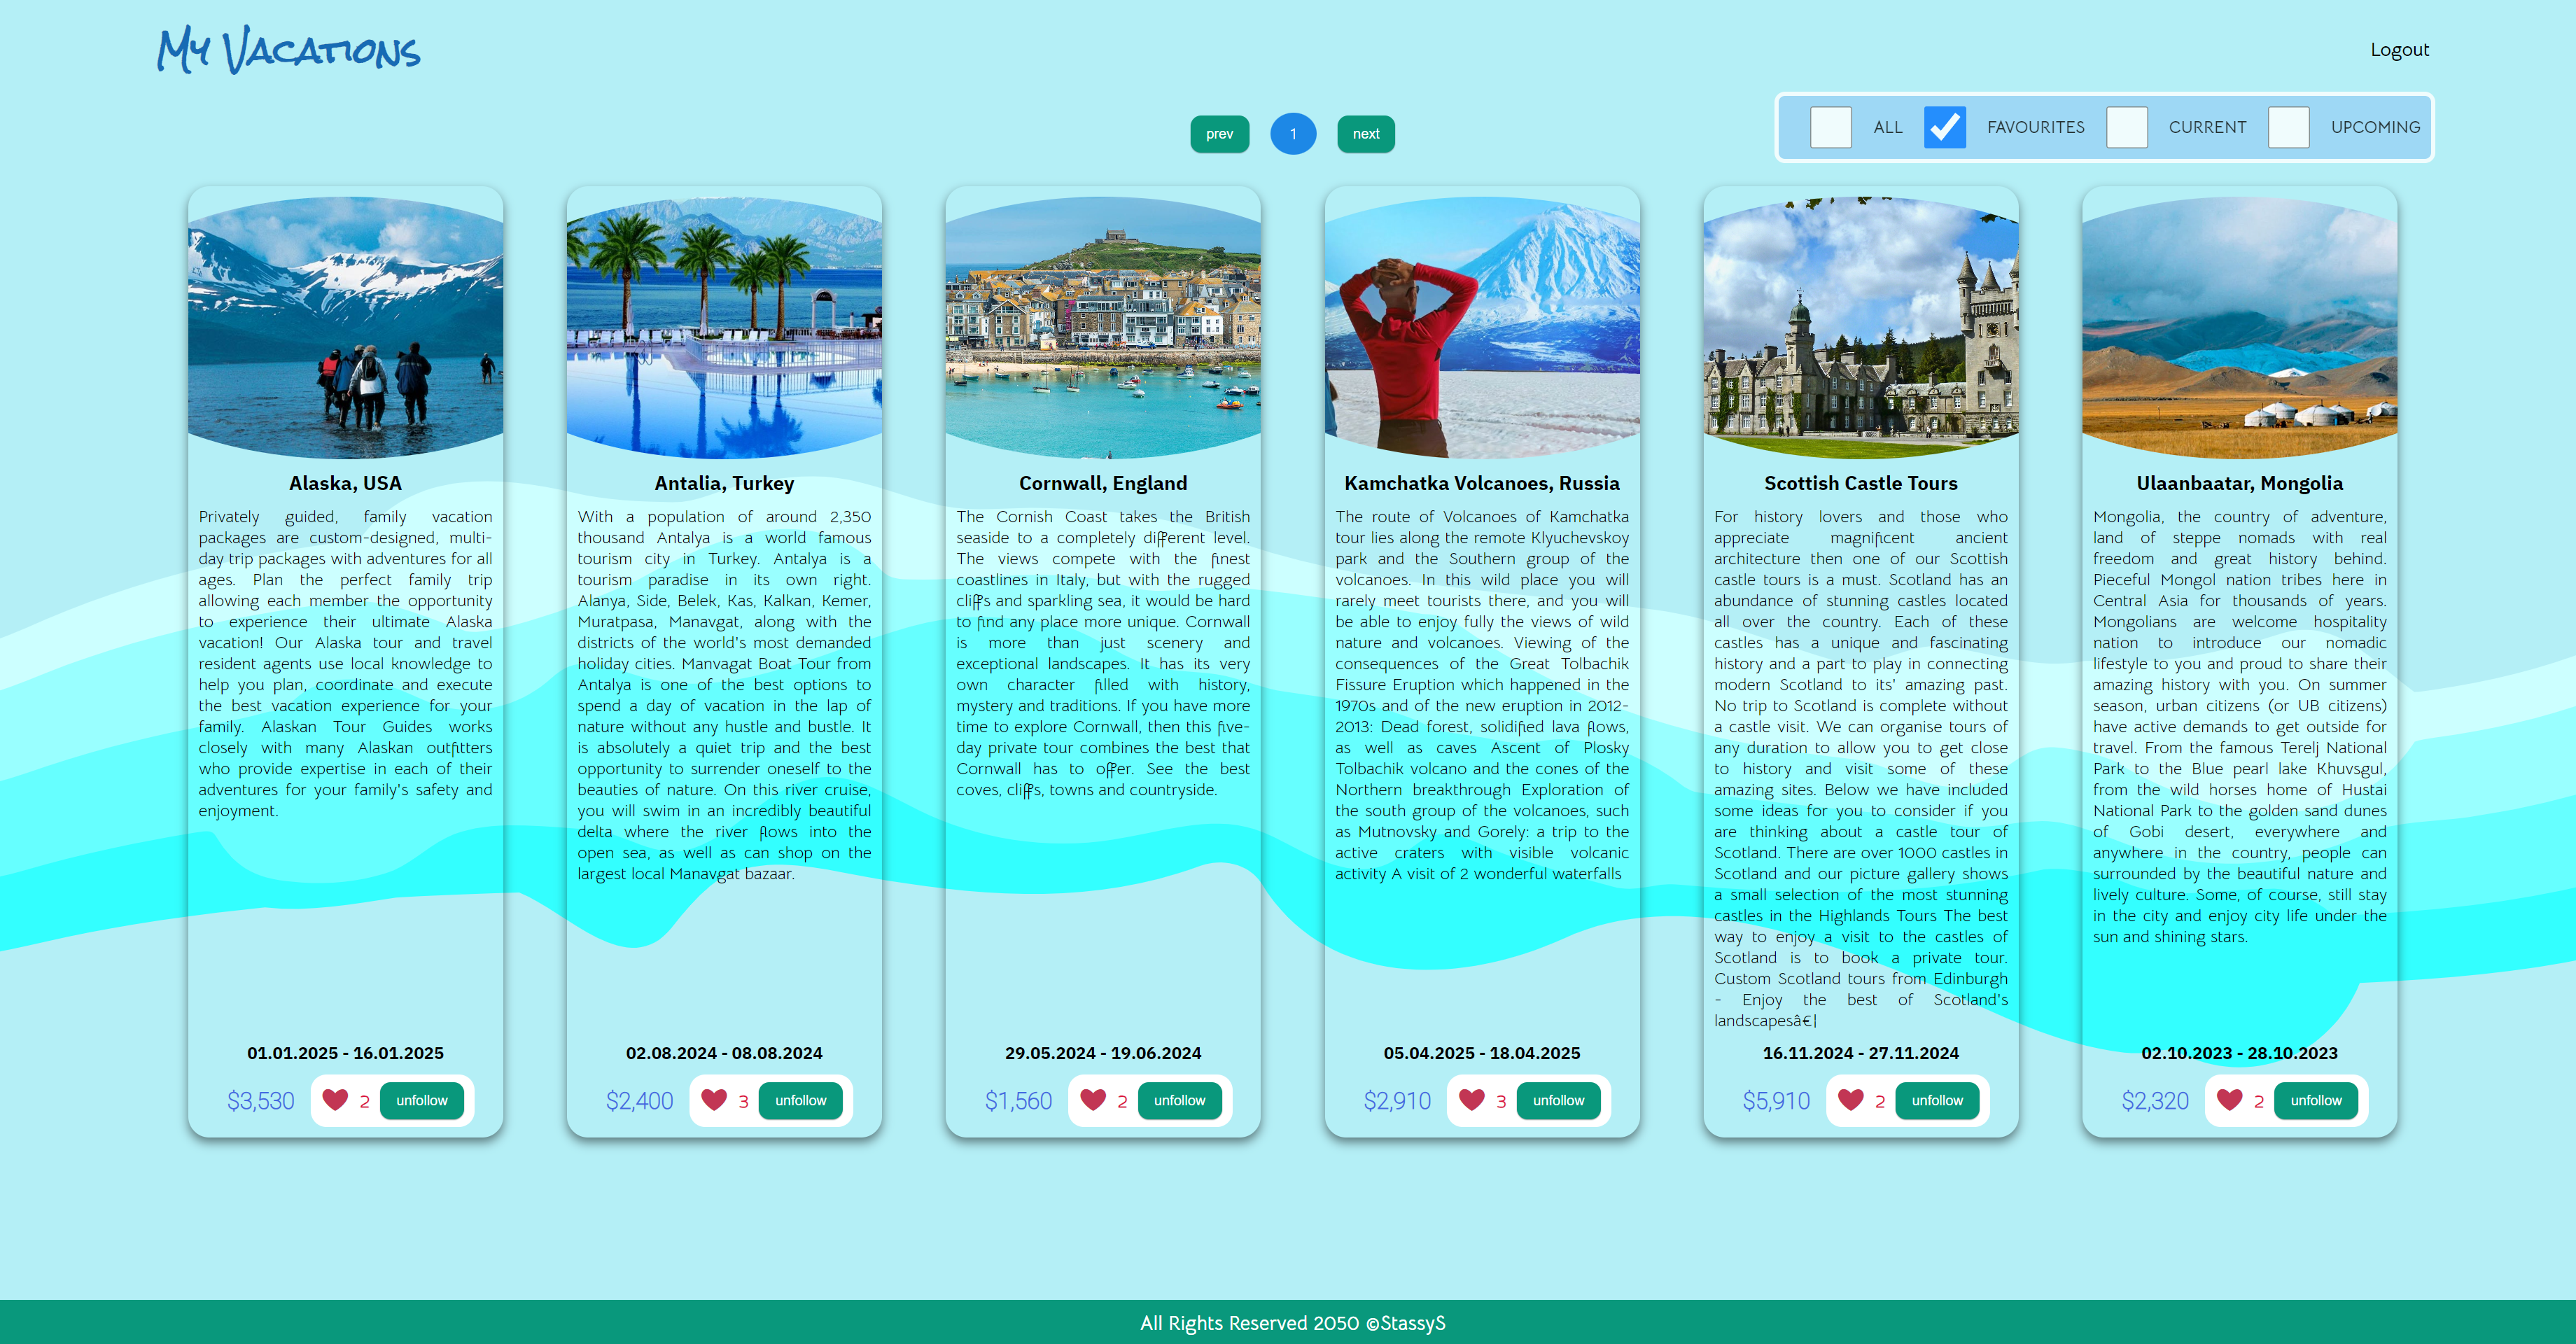 My Vacations
Logout
prev
1
next
ALL
FAVOURITES
CURRENT
UPCOMING
Alaska, USA
Privately guided, family vacation
packages are custom-designed, multi-
day trip packages with adventures for all
ages. Plan the perfect family trip
allowing each member the opportunity
to experience their ultimate Alaska
vacation! Our Alaska tour and travel
resident agents use local knowledge to
help you plan, coordinate and execute
the best vacation experience for your
family. Alaskan Tour Guides works
closely with many Alaskan outfitters
who provide expertise in each of their
adventures for your family's safety and
enjoyment.
01.01.2025 - 16.01.2025
$3,530
2
unfollow
Antalia, Turkey
With a population of around 2,350
thousand Antalya is a world famous
tourism city in Turkey. Antalya is a
tourism paradise in its own right.
Alanya, Side, Belek, Kas, Kalkan, Kemer,
Muratpasa, Manavgat, along with the
districts of the world's most demanded
holiday cities. Manvagat Boat Tour from
Antalya is one of the best options to
spend a day of vacation in the lap of
nature without any hustle and bustle. It
is absolutely a quiet trip and the best
opportunity to surrender oneself to the
beauties of nature. On this river cruise,
you will swim in an incredibly beautiful
delta where the river flows into the
open sea, as well as can shop on the
largest local Manavgat bazaar.
02.08.2024 - 08.08.2024
$2,400
3
unfollow
Cornwall, England
The Cornish Coast takes the British
seaside to a completely different level.
The views compete with the finest
coastlines in Italy, but with the rugged
cliffs and sparkling sea, it would be hard
to find any place more unique. Cornwall
is more than just scenery and
exceptional landscapes. It has its very
own character filled with history,
mystery and traditions. If you have more
time to explore Cornwall, then this five-
day private tour combines the best that
Cornwall has to offer. See the best
coves, cliffs, towns and countryside.
29.05.2024 - 19.06.2024
$1,560
2
unfollow
Kamchatka Volcanoes, Russia
The route of Volcanoes of Kamchatka
tour lies along the remote Klyuchevskoy
park and the Southern group of the
volcanoes. In this wild place you will
rarely meet tourists there, and you will
be able to enjoy fully the views of wild
nature and volcanoes. Viewing of the
consequences of the Great Tolbachik
Fissure Eruption which happened in the
1970s and of the new eruption in 2012-
2013: Dead forest, solidified lava flows,
as well as caves Ascent of Plosky
Tolbachik volcano and the cones of the
Northern breakthrough Exploration of
the south group of the volcanoes, such
as Mutnovsky and Gorely: a trip to the
active craters with visible volcanic
activity A visit of 2 wonderful waterfalls
05.04.2025 - 18.04.2025
$2,910
3
unfollow
Scottish Castle Tours
For history lovers and those who
appreciate magnificent ancient
architecture then one of our Scottish
castle tours is a must. Scotland has an
abundance of stunning castles located
all over the country. Each of these
castles has a unique and fascinating
history and a part to play in connecting
modern Scotland to its' amazing past.
No trip to Scotland is complete without
a castle visit. We can organise tours of
any duration to allow you to get close
to history and visit some of these
amazing sites. Below we have included
some ideas for you to consider if you
are thinking about a castle tour of
Scotland. There are over 1000 castles in
Scotland and our picture gallery shows
a small selection of the most stunning
castles in the Highlands Tours The best
way to enjoy a visit to the castles of
Scotland is to book a private tour.
Custom Scotland tours from Edinburgh
- Enjoy the best of Scotland's
landscapesâ€¦
16.11.2024 - 27.11.2024
$5,910
2
unfollow
Ulaanbaatar, Mongolia
Mongolia, the country of adventure,
land of steppe nomads with real
freedom and great history behind.
Pieceful Mongol nation tribes here in
Central Asia for thousands of years.
Mongolians are welcome hospitality
nation to introduce our nomadic
lifestyle to you and proud to share their
amazing history with you. On summer
season, urban citizens (or UB citizens)
have active demands to get outside for
travel. From the famous Terelj National
Park to the Blue pearl lake Khuvsgul,
from the wild horses home of Hustai
National Park to the golden sand dunes
of Gobi desert, everywhere and
anywhere in the country, people can
surrounded by the beautiful nature and
lively culture. Some, of course, still stay
in the city and enjoy city life under the
sun and shining stars.
02.10.2023 - 28.10.2023
$2,320
2
unfollow
All Rights Reserved 2050 ©StassyS